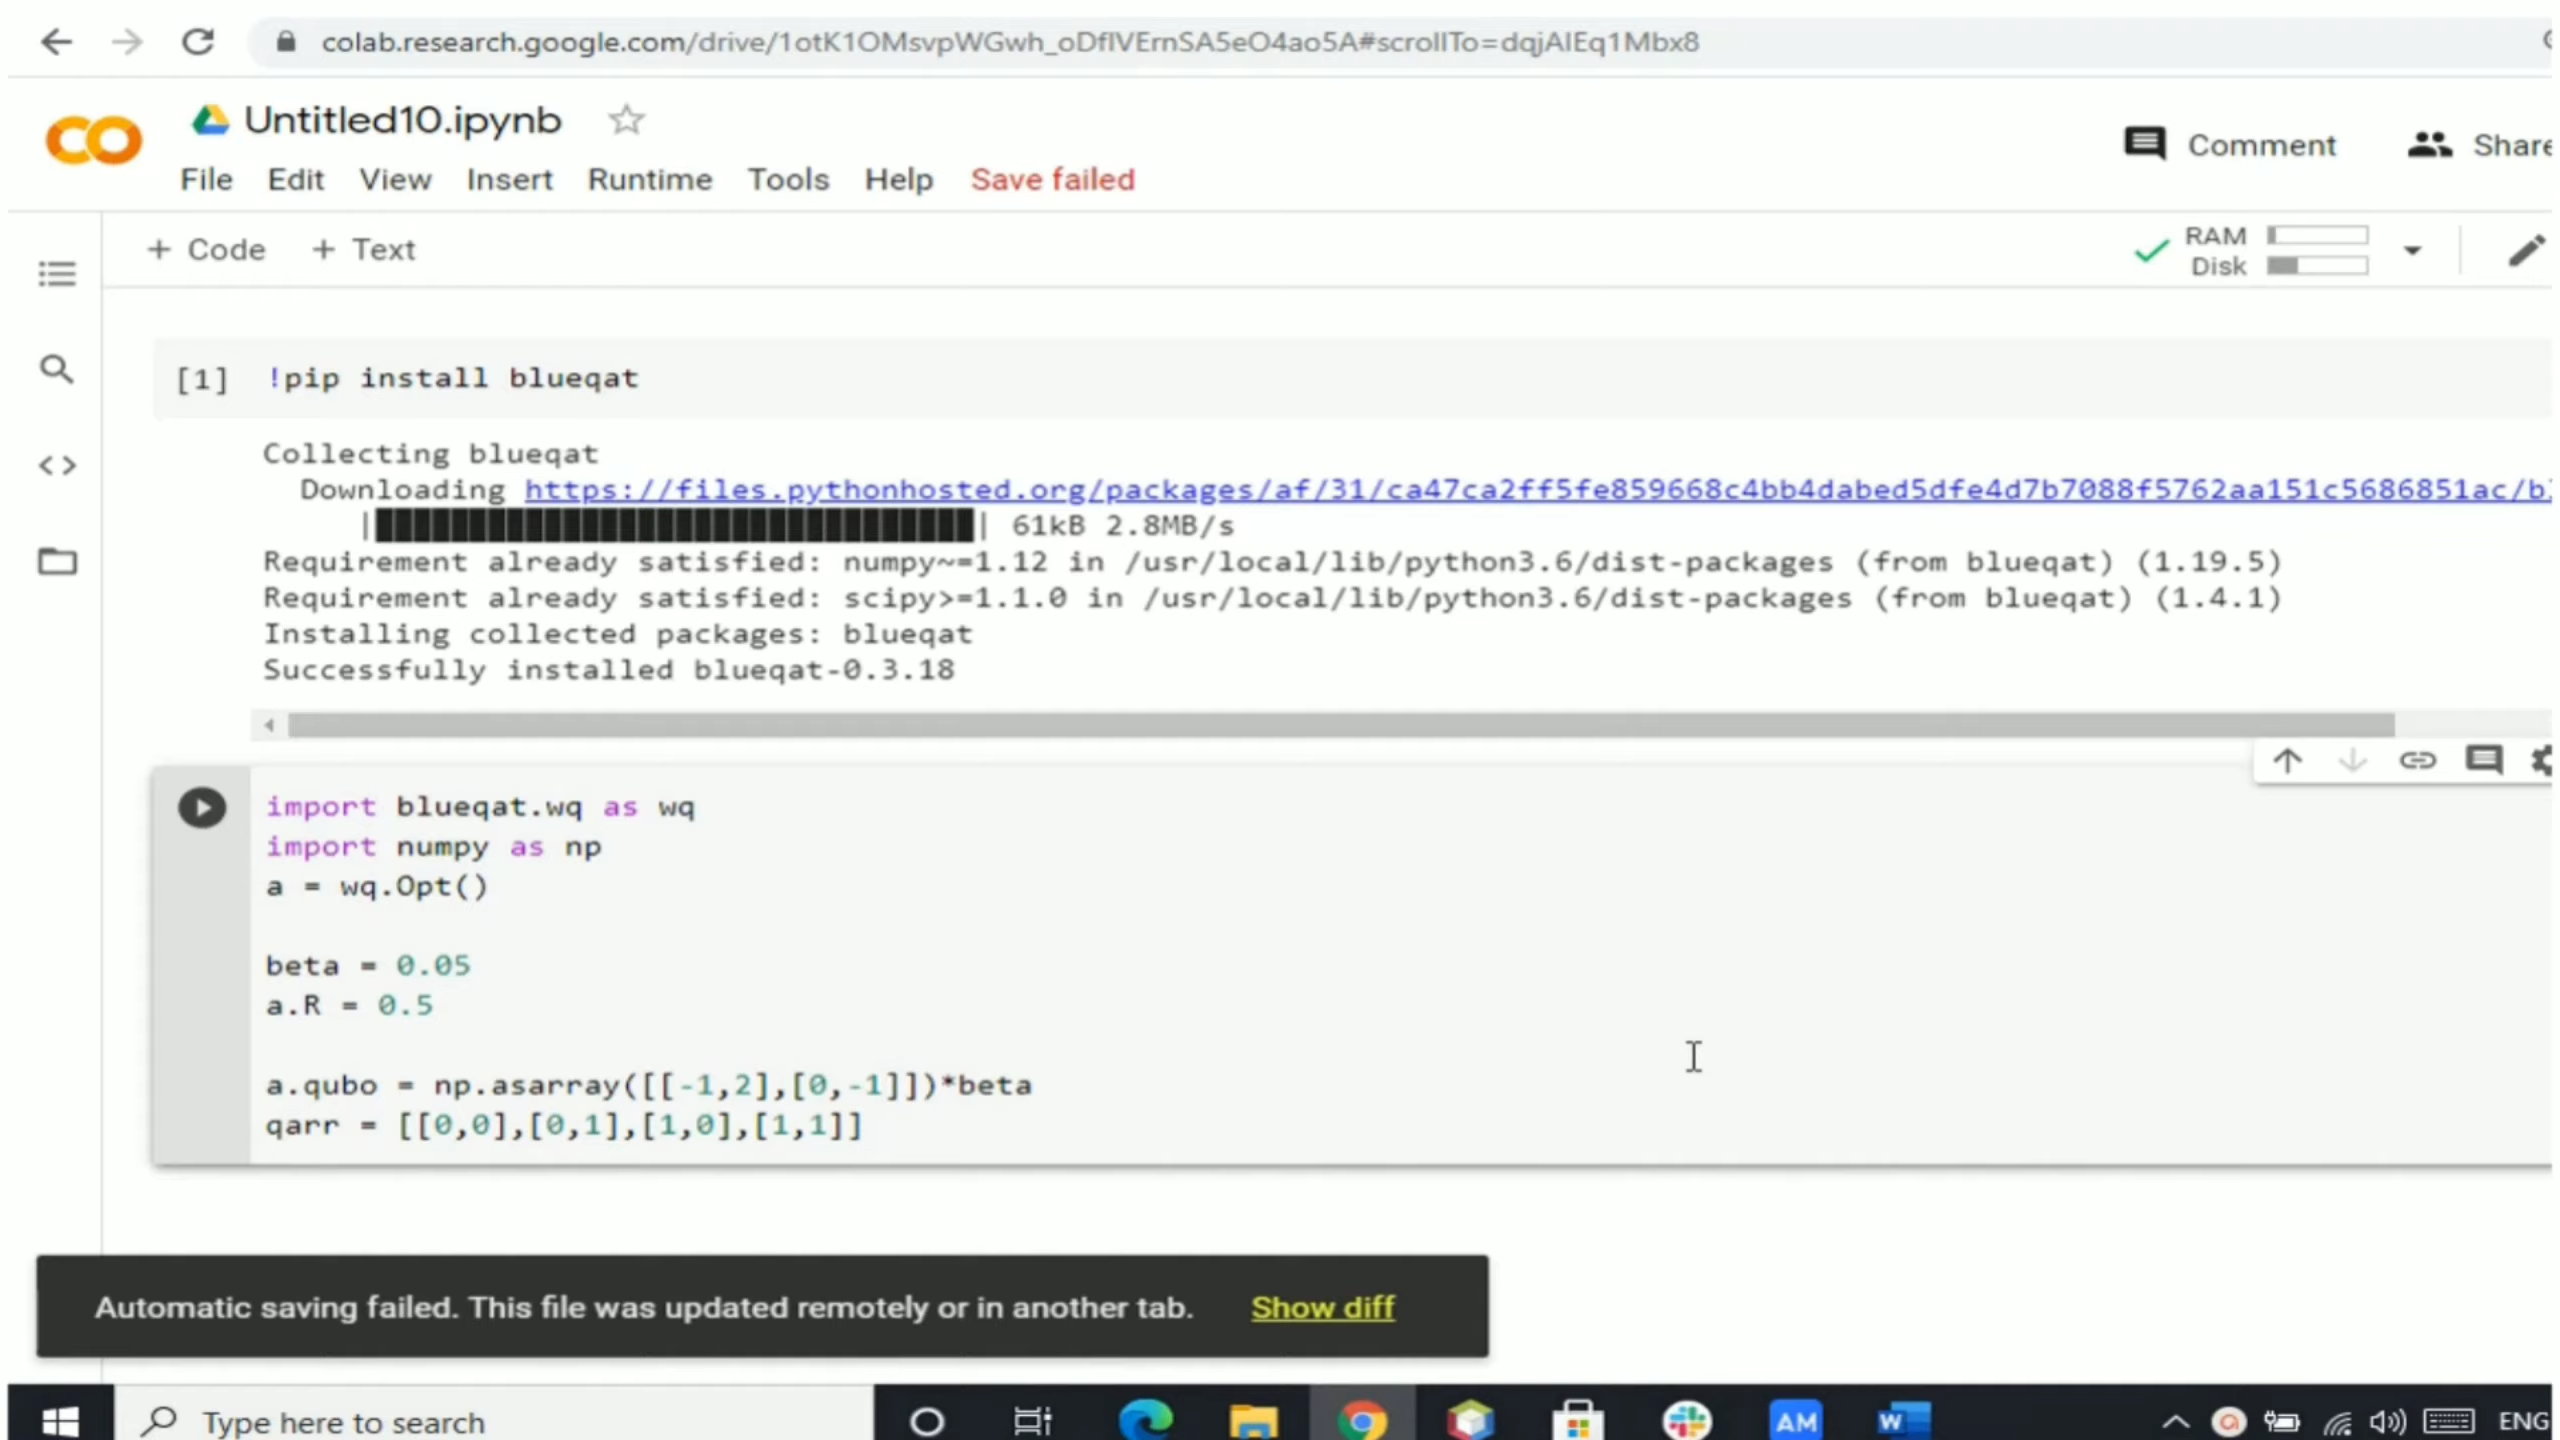 colab.research.google.com/drive/1otK1OMsvpWGwh_oDfIVErnSA5eO4ao5A#scrollTo=dqjAlEq1Mbx8
Untitled10.ipynb
Comment
Share
File Edit View Insert Runtime Tools Help Save failed
+ Code + Text
RAM
Disk
[1] !pip install blueqat
Collecting blueqat
Downloading https://files.pythonhosted.org/packages/af/31/ca47ca2ff5fe859668c4bb4dabed5dfe4d7b7088f5762aa151c5686851ac/b
61kB 2.8MB/s
Requirement already satisfied: numpy~=1.12 in /usr/local/lib/python3.6/dist-packages (from blueqat) (1.19.5)
Requirement already satisfied: scipy>=1.1.0 in /usr/local/lib/python3.6/dist-packages (from blueqat) (1.4.1)
Installing collected packages: blueqat
Successfully installed blueqat-0.3.18
import blueqat.wq as wq
import numpy as np
a = wq.Opt()
beta = 0.05
a.R = 0.5
a.qubo = np.asarray([[-1,2],[0,-1]])*beta
qarr = [[0,0],[0,1],[1,0],[1,1]]
Automatic saving failed. This file was updated remotely or in another tab. Show diff
Type here to search
AM
W
ENG